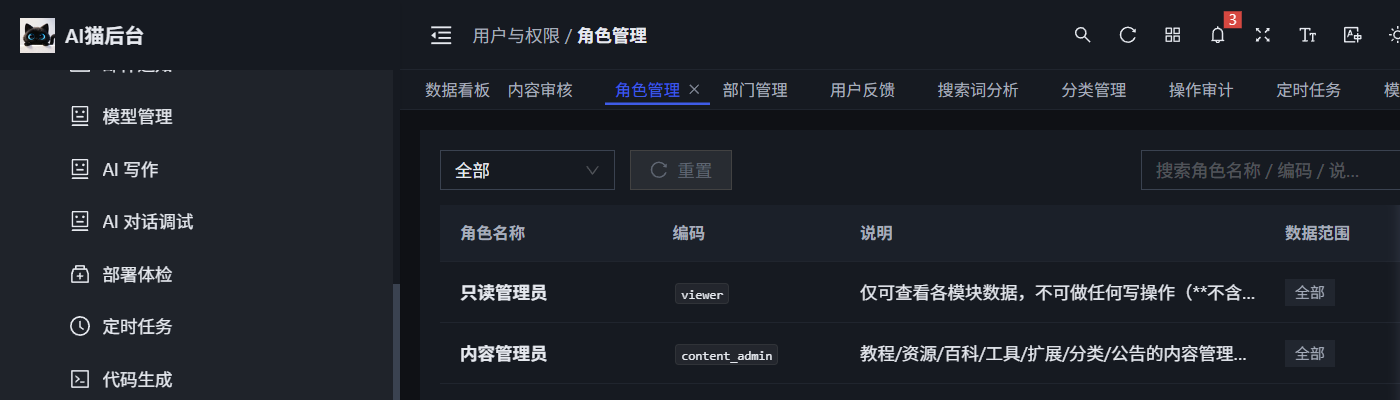 AI猫后台
模型管理
AI 写作
AI 对话调试
部署体检
定时任务
代码生成
用户与权限 / 角色管理
3
数据看板 内容审核 角色管理 部门管理 用户反馈 搜索词分析 分类管理 操作审计 定时任务
全部 重置 搜索角色名称 / 编码 / 说...
角色名称 编码 说明 数据范围
只读管理员 viewer 仅可查看各模块数据，不可做任何写操作（**不含... 全部
内容管理员 content_admin 教程/资源/百科/工具/扩展/分类/公告的内容管理... 全部